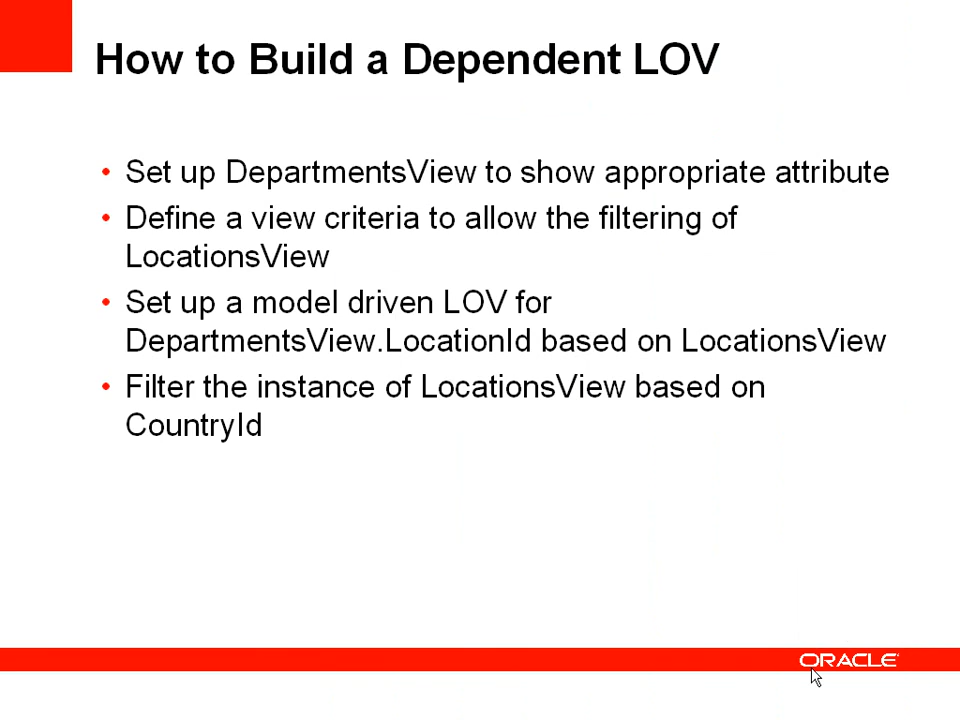 How to Build a Dependent LOV
• Set up DepartmentsView to show appropriate attribute
• Define a view criteria to allow the filtering of
LocationsView
• Set up a model driven LOV for
DepartmentsView.LocationId based on LocationsView
• Filter the instance of LocationsView based on
CountryId
ORACLE